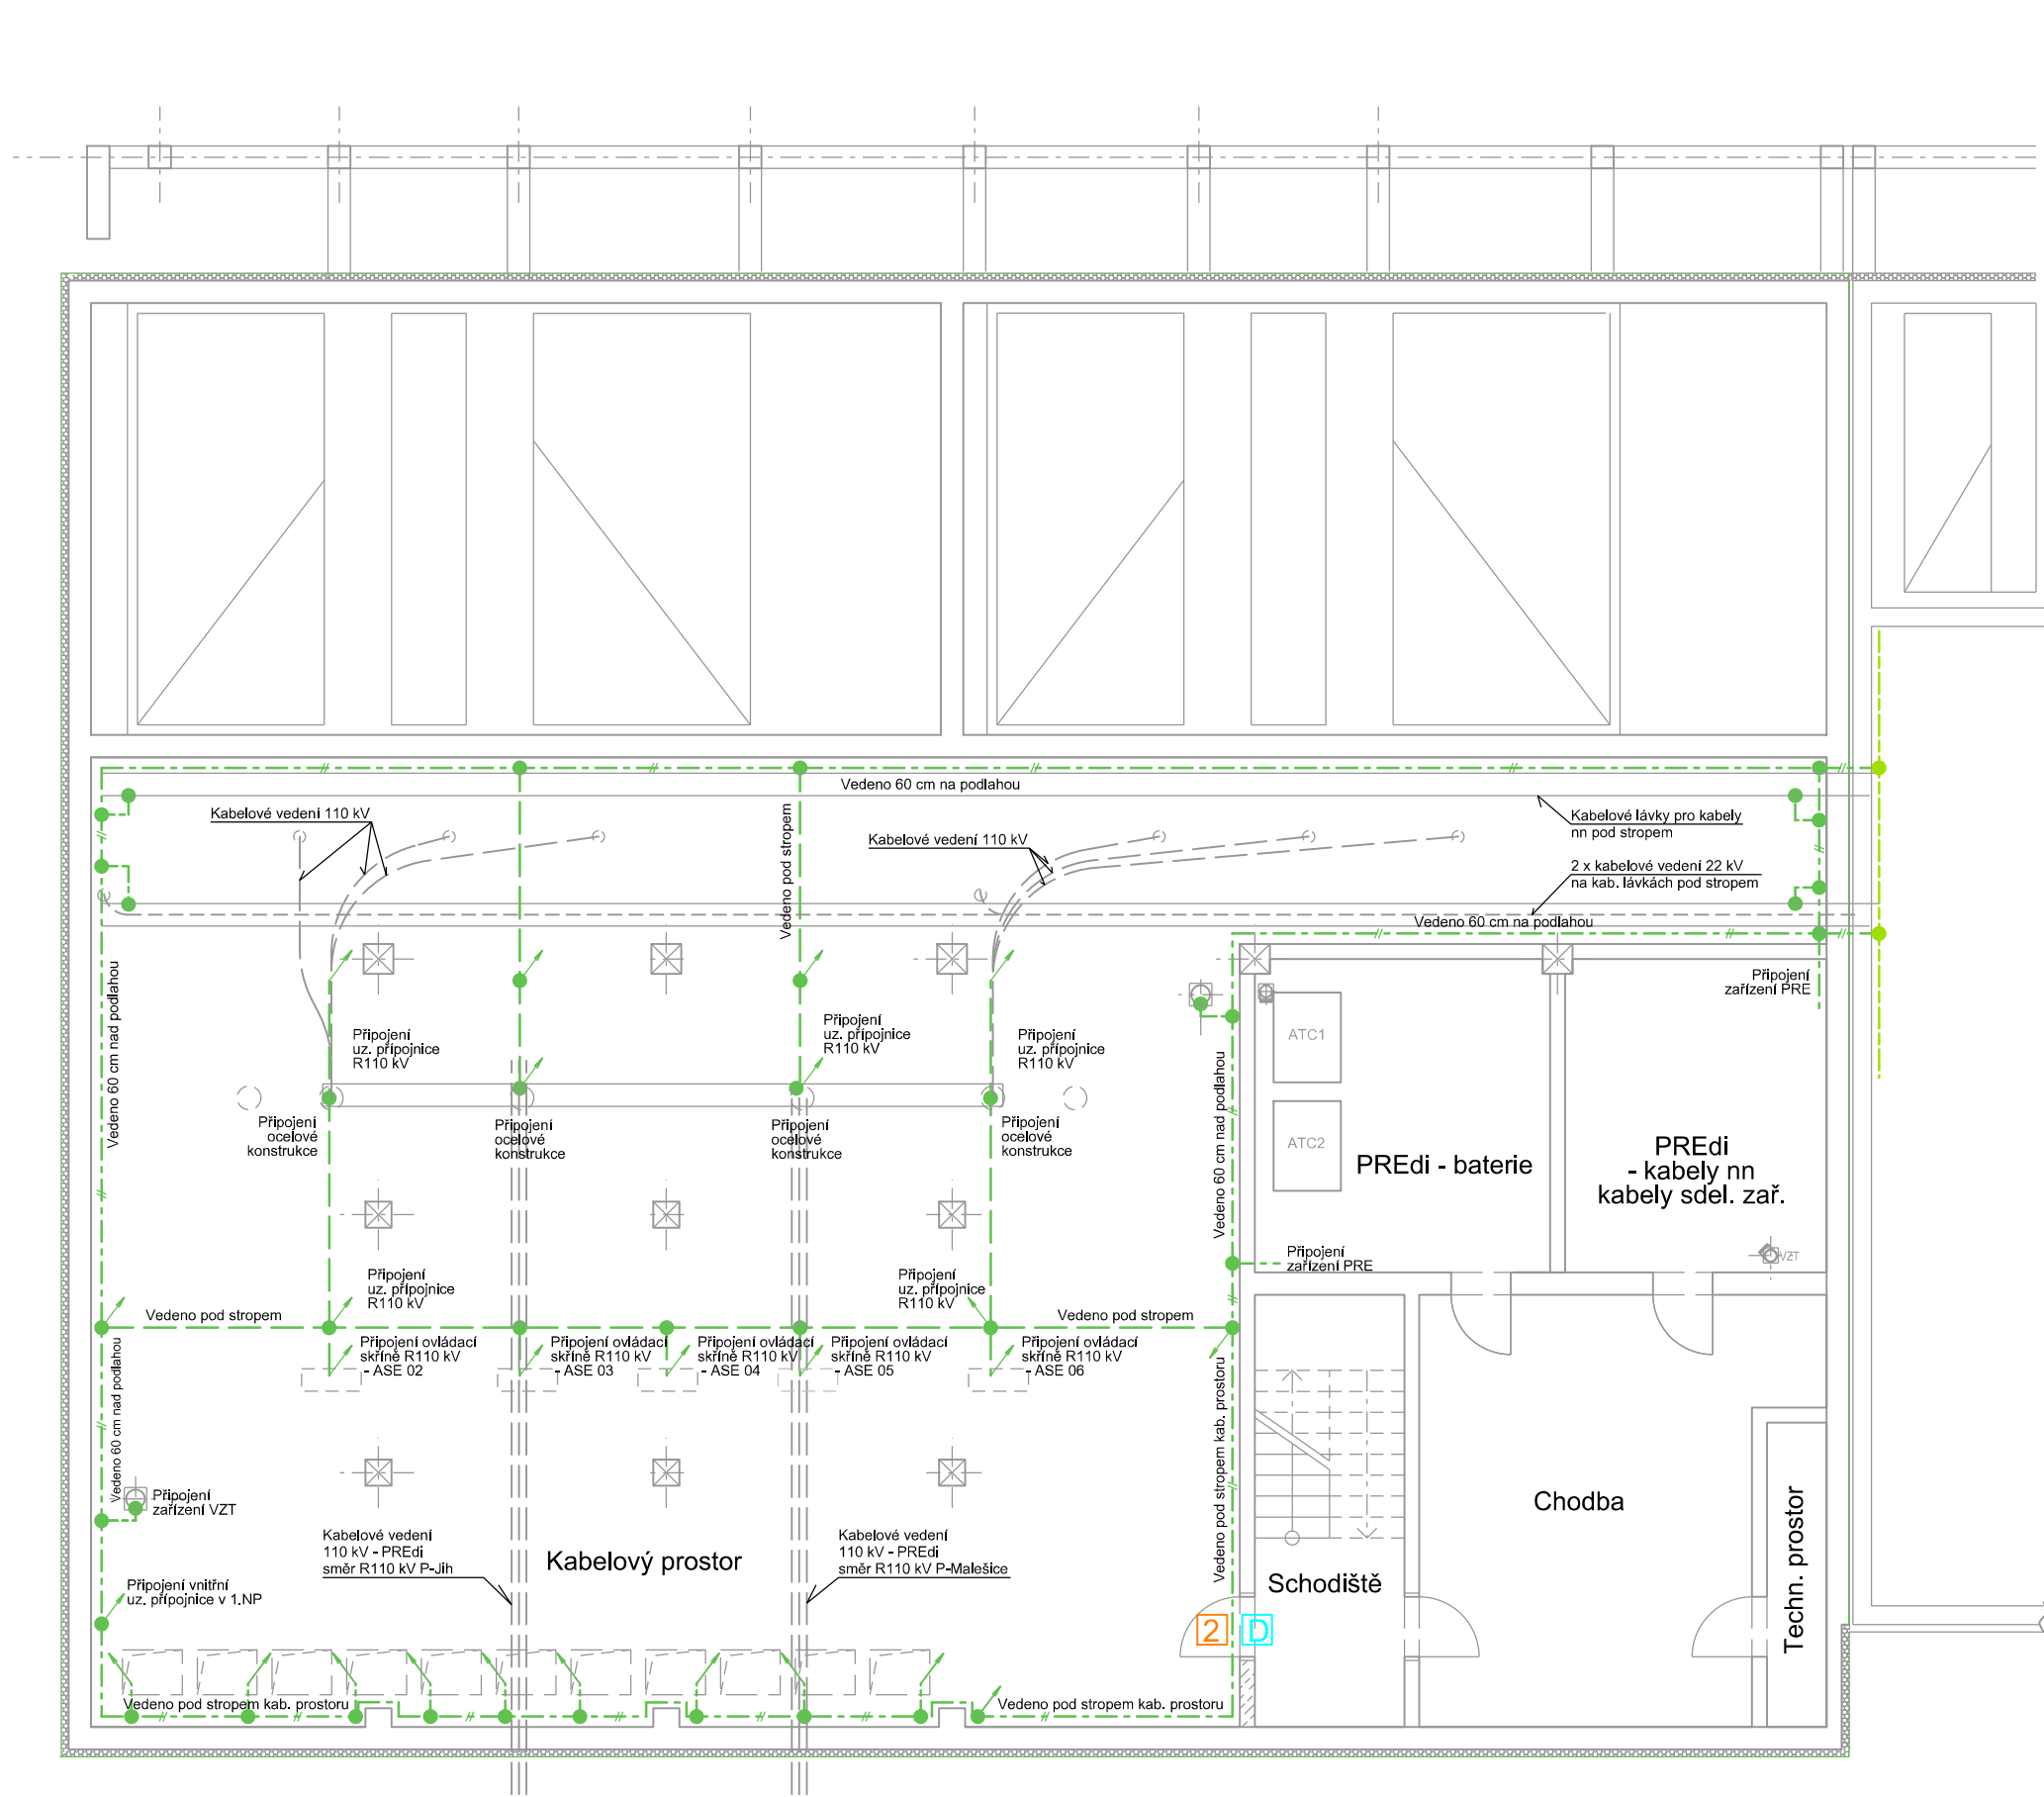 Vedeno 60 cm na podlahou
Kabelové vedení 110 kV
Kabelové vedení 110 kV
Vedeno pod stropem
Kabelové lávky pro kabely
nn pod stropem
2 x kabelové vedení 22 kV
na kab. lávkách pod stropem
Vedeno 60 cm na podlahou
Připojení
zařízení PRE
Vedeno 60 cm nad podlahou
Připojení
uz. přípojnice
R110 kV
Připojení
uz. přípojnice
R110 kV
Připojení
uz. přípojnice
R110 kV
Vedeno 60 cm nad podlahou
ATC1
ATC2
Připojení
ocelové
konstrukce
Připojení
ocelové
konstrukce
Připojení
ocelové
konstrukce
Připojení
ocelové
konstrukce
PREdi - baterie
PREdi
- kabely nn
kabely sdel. zař.
VZT
Připojení
zařízení PRE
Připojení
uz. přípojnice
R110 kV
Připojení
uz. přípojnice
R110 kV
Vedeno pod stropem
Vedeno pod stropem
Připojení ovládací
skříně R110 kV
- ASE 02
Připojení ovládací
skříně R110 kV
- ASE 03
Připojení ovládací
skříně R110 kV
- ASE 04
Připojení ovládací
skříně R110 kV
- ASE 05
Připojení ovládací
skříně R110 kV
- ASE 06
Vedeno 60 cm nad podlahou
Vedeno pod stropem kab. prostoru
Připojení
zařízení VZT
Kabelové vedení
110 kV - PREdi
směr R110 kV P-Jih
Kabelový prostor
Kabelové vedení
110 kV - PREdi
směr R110 kV P-Malešice
Chodba
Schodiště
Techn. prostor
Připojení vnitřní
uz. přípojnice v 1.NP
2
D
Vedeno pod stropem kab. prostoru
Vedeno pod stropem kab. prostoru